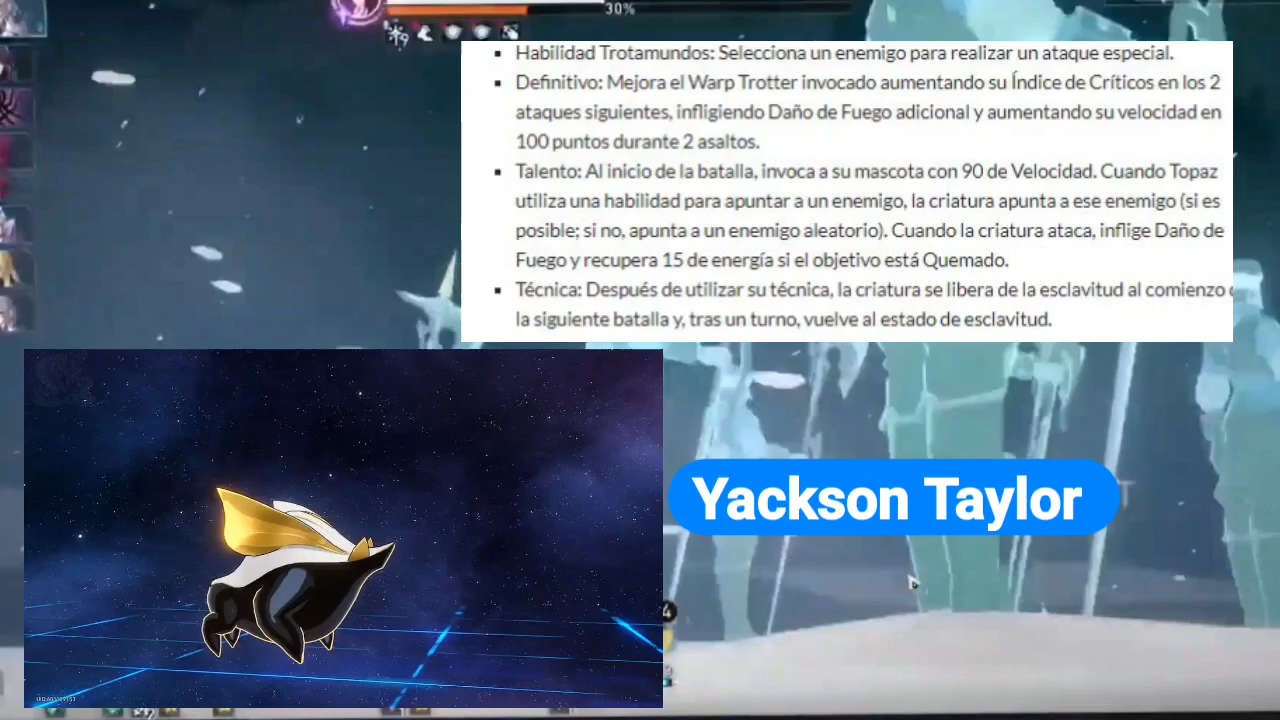 30%
▪ Habilidad Trotamundos: Selecciona un enemigo para realizar un ataque especial.
▪ Definitivo: Mejora el Warp Trotter invocado aumentando su Índice de Críticos en los 2
ataques siguientes, infligiendo Daño de Fuego adicional y aumentando su velocidad en
100 puntos durante 2 asaltos.
▪ Talento: Al inicio de la batalla, invoca a su mascota con 90 de Velocidad. Cuando Topaz
utiliza una habilidad para apuntar a un enemigo, la criatura apunta a ese enemigo (si es
posible; si no, apunta a un enemigo aleatorio). Cuando la criatura ataca, inflige Daño de
Fuego y recupera 15 de energía si el objetivo está Quemado.
▪ Técnica: Después de utilizar su técnica, la criatura se libera de la esclavitud al comienzo
la siguiente batalla y, tras un turno, vuelve al estado de esclavitud.
Yackson Taylor
4